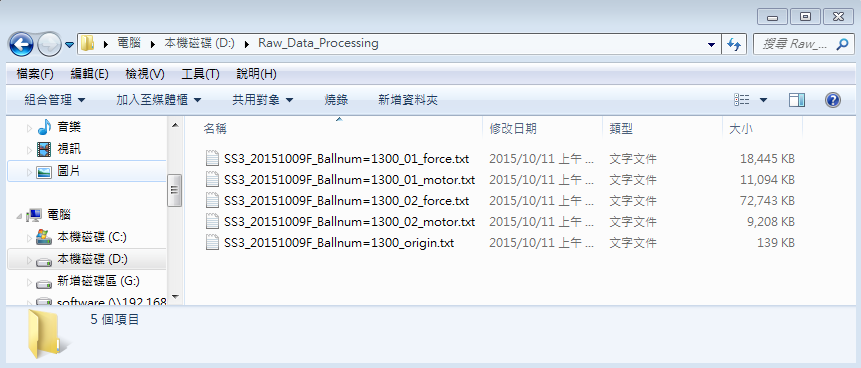 電腦 本機磁碟 (D:) Raw_Data_Processing 搜尋 Raw_...
檔案(F) 編輯(E) 檢視(V) 工具(T) 說明(H)
組合管理 加入至媒體櫃 共用對象 燒錄 新增資料夾
音樂
視訊
圖片
電腦
本機磁碟 (C:)
本機磁碟 (D:)
新增磁碟區 (G:)
software (\\192.168
名稱 修改日期 類型 大小
SS3_20151009F_Ballnum=1300_01_force.txt 2015/10/11 上午 ... 文字文件 18,445 KB
SS3_20151009F_Ballnum=1300_01_motor.txt 2015/10/11 上午 ... 文字文件 11,094 KB
SS3_20151009F_Ballnum=1300_02_force.txt 2015/10/11 上午 ... 文字文件 72,743 KB
SS3_20151009F_Ballnum=1300_02_motor.txt 2015/10/11 上午 ... 文字文件 9,208 KB
SS3_20151009F_Ballnum=1300_origin.txt 2015/10/11 上午 ... 文字文件 139 KB
5 個項目